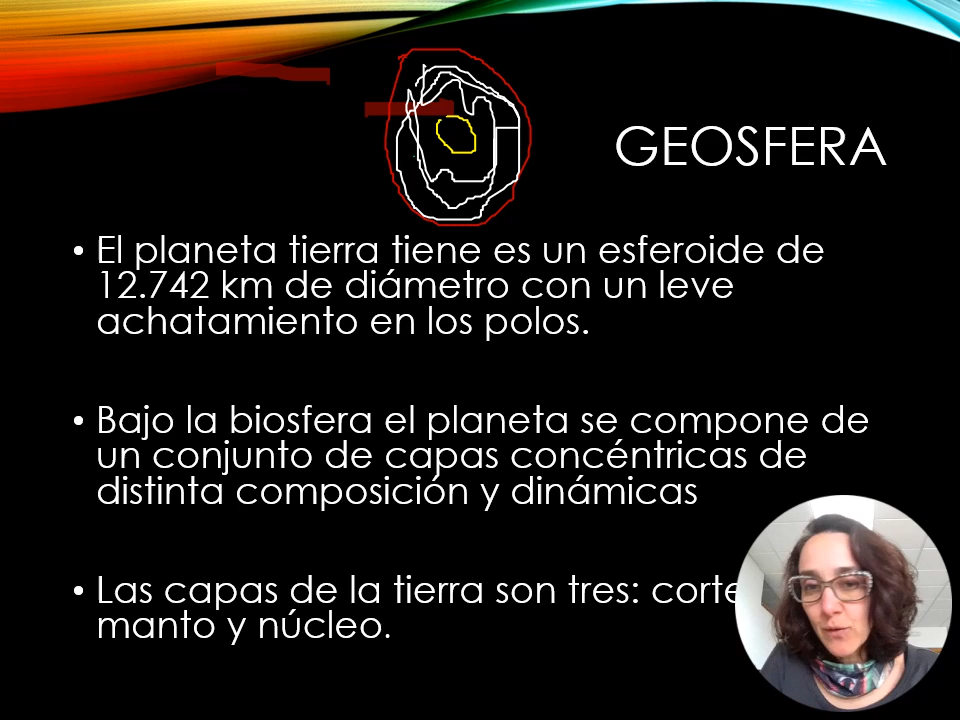 GEOSFERA
• El planeta tierra tiene es un esferoide de
12.742 km de diámetro con un leve
achatamiento en los polos.
• Bajo la biosfera el planeta se compone de
un conjunto de capas concéntricas de
distinta composición y dinámicas
• Las capas de la tierra son tres: corte
manto y núcleo.